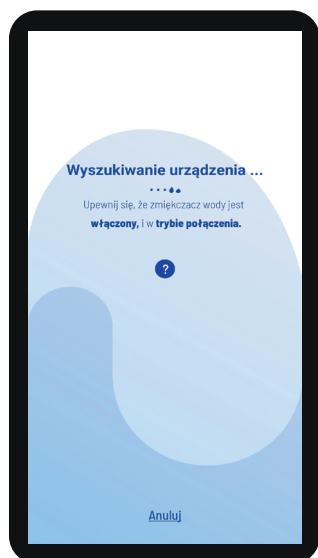 Wyszukiwanie urządzenia ...
Upewnij się, że zmiękczacz wody jest
włączony, i w trybie połączenia.
?
Anuluj